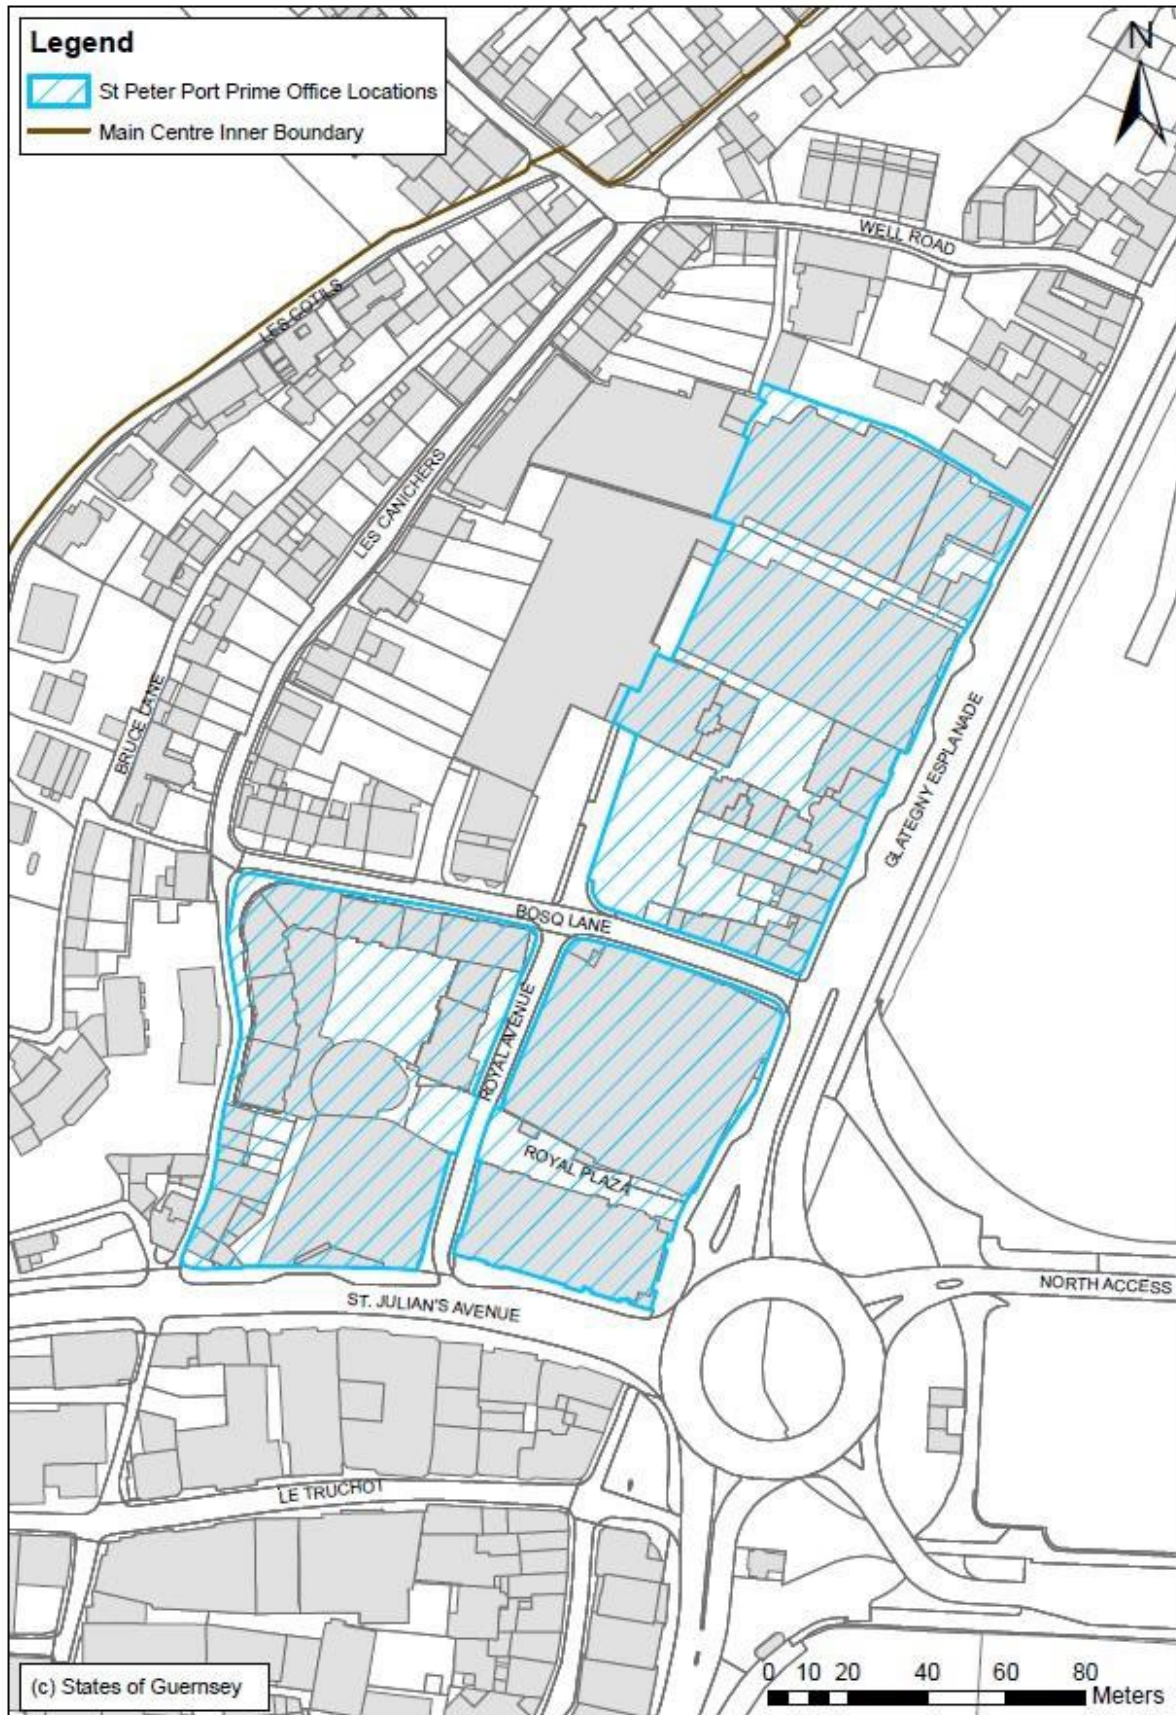 Legend
St Peter Port Prime Office Locations
Main Centre Inner Boundary
N
WELL ROAD
LES COTILS
LES CANICHERS
BRUCE LANE
GLATEGNY ESPLANADE
BOSQ LANE
ROYAL AVENUE
ROYAL PLAZA
NORTH ACCESS
ST. JULIAN'S AVENUE
LE TRUCHOT
(c) States of Guernsey
0 10 20 40 60 80
Meters